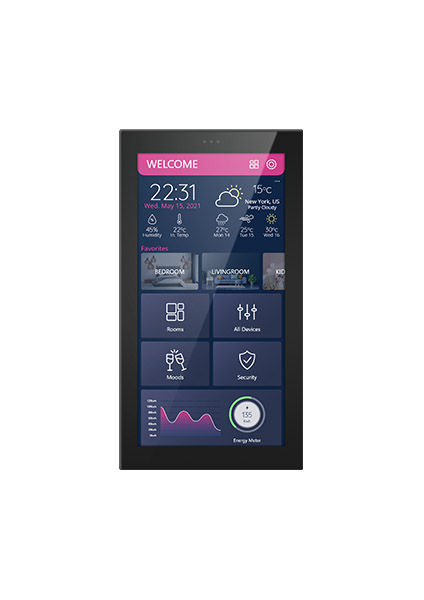 WELCOME
22:31
Wed. May 15, 2021
15°C
New York, US
Partly Cloudy
45%
Humidity
22°C
In. Temp
27°C
Mon 14
25°C
Tue 15
30°C
Wed 16
Favorites
BEDROOM
LIVINGROOM
KID
Rooms
All Devices
Moods
Security
135
Energy Meter